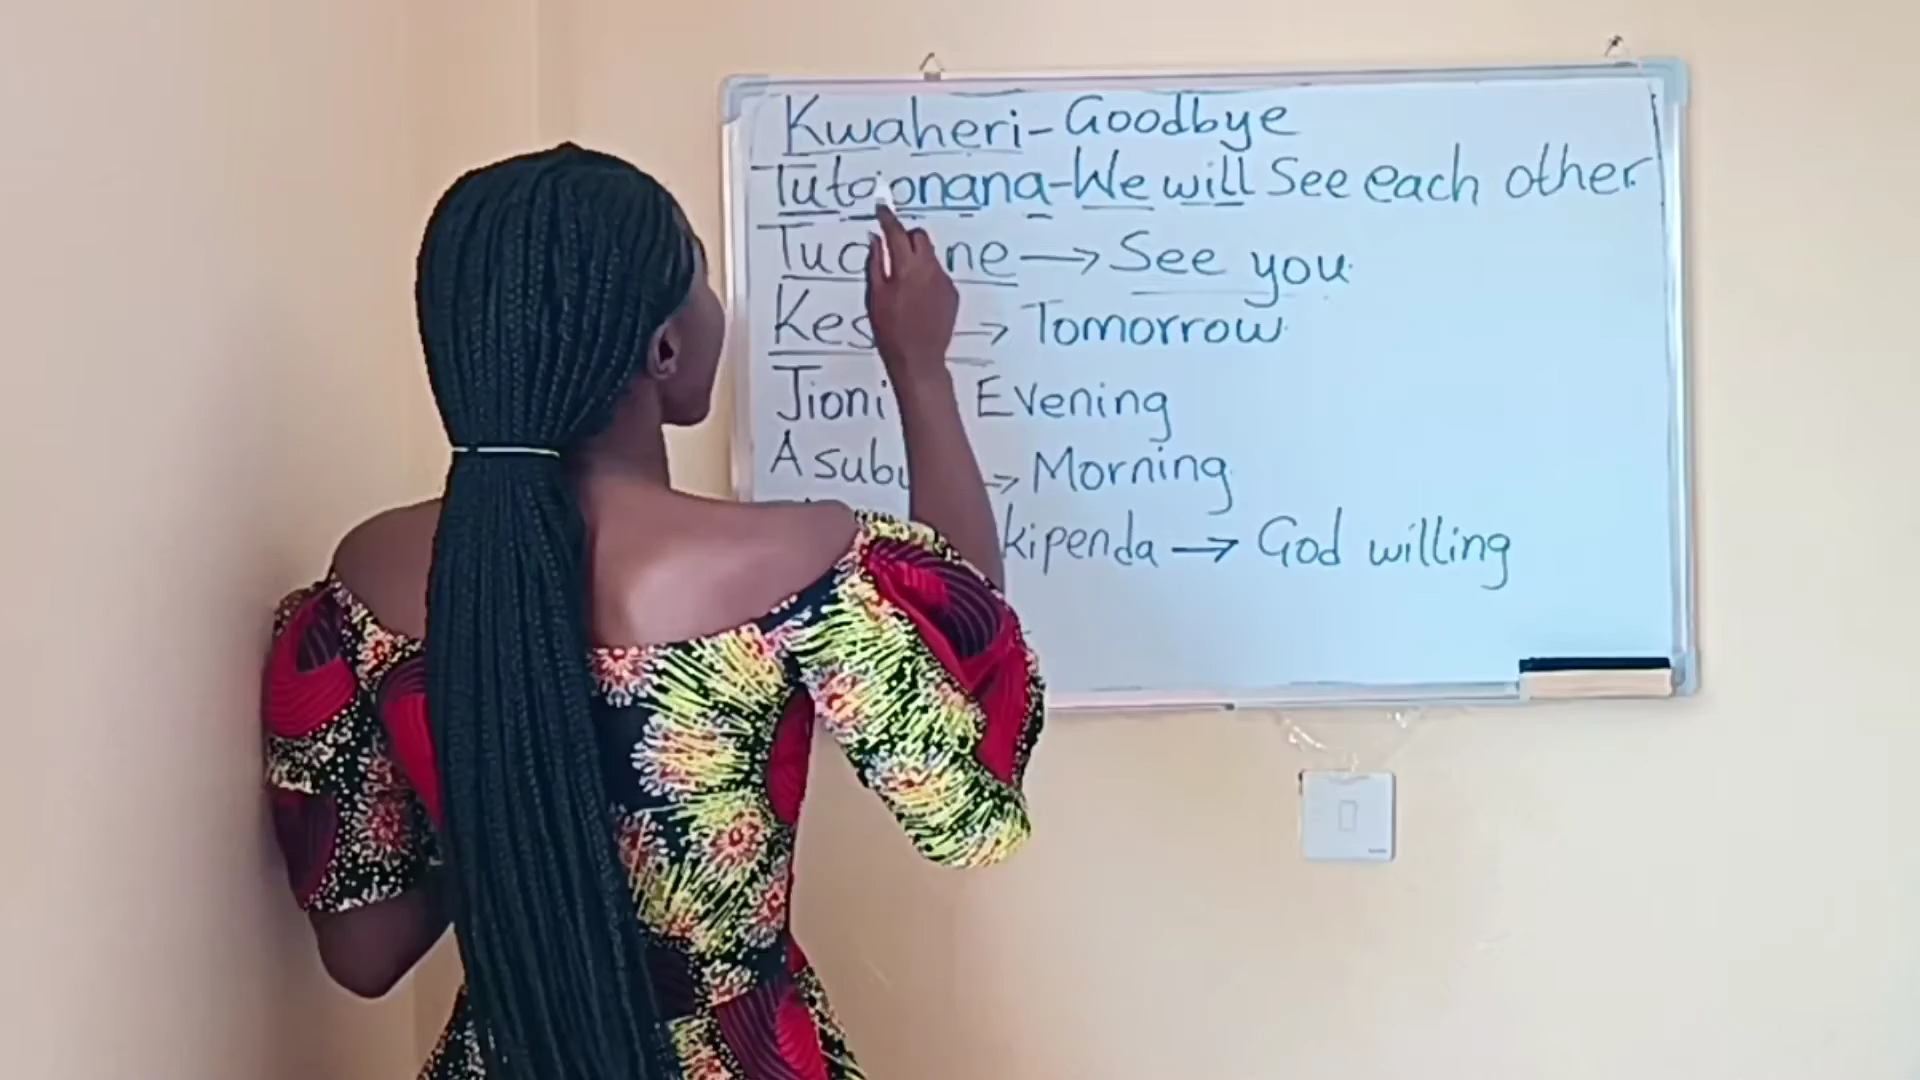 Kwaheri - Goodbye
Tutaonana - We will See each other.
→ See you
→ Tomorrow
Jioni Evening
→ Morning
→ God willing